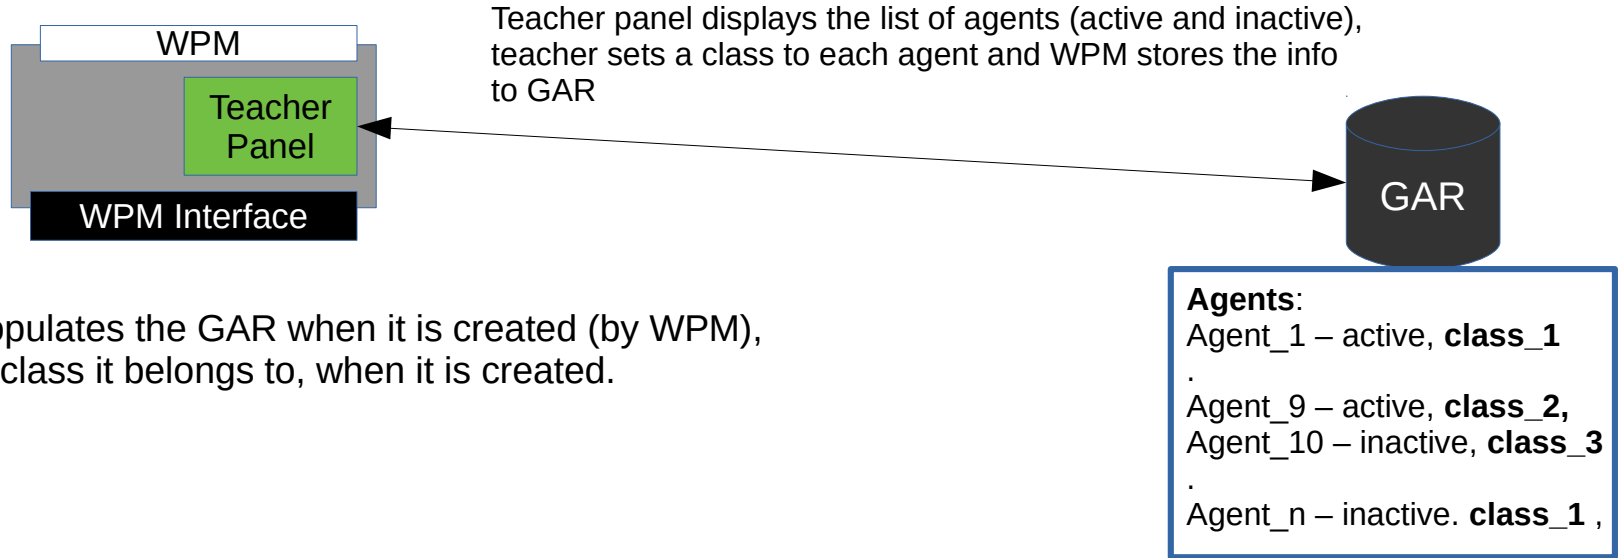 Teacher panel displays the list of agents (active and inactive),
teacher sets a class to each agent and WPM stores the info
to GAR
WPM
Teacher
Panel
WPM Interface
GAR
opulates the GAR when it is created (by WPM),
class it belongs to, when it is created.
Agents:
Agent_1 – active, class_1
.
Agent_9 – active, class_2,
Agent_10 – inactive, class_3
.
Agent_n – inactive. class_1 ,